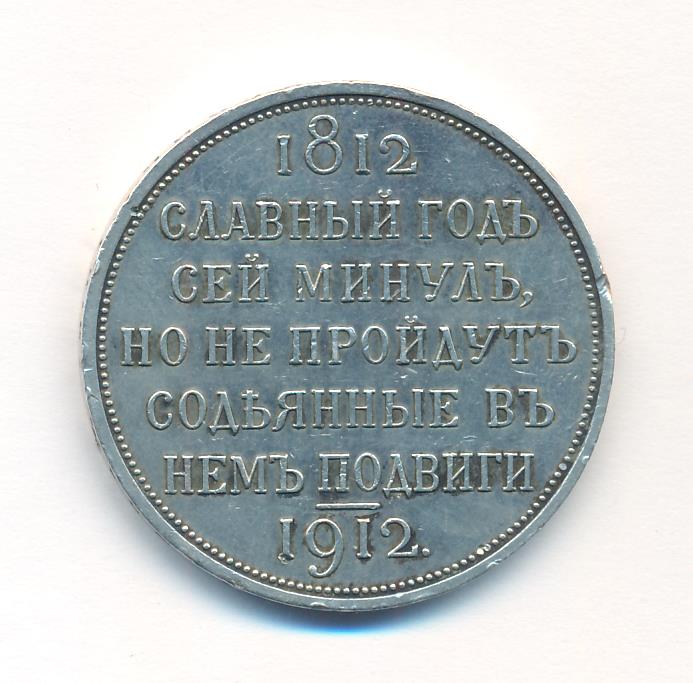 1812
СЛАВНЫЙ ГОДЪ
СЕЙ МИНУЛЪ,
НО НЕ ПРОЙДУТЪ
СОДѢЯННЫЕ ВЪ
НЕМЪ ПОДВИГИ
1912.